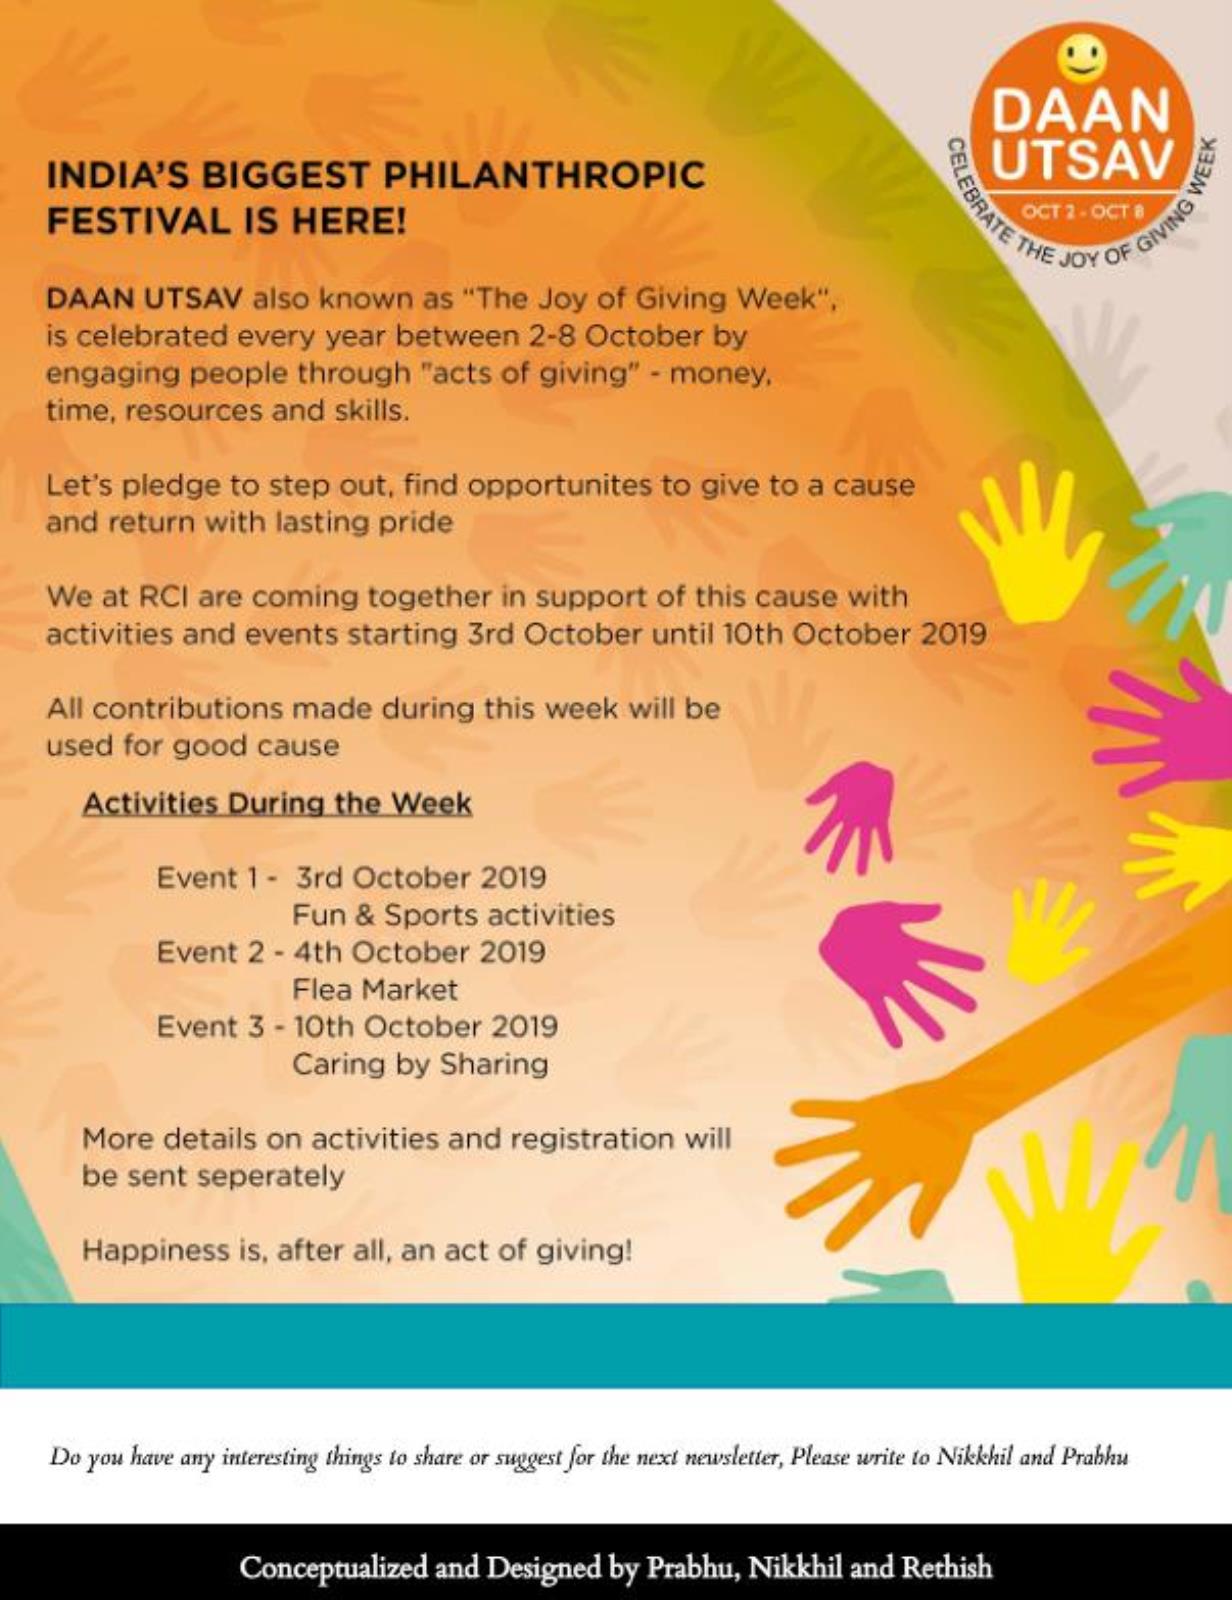 DAAN
UTSAV
OCT 2 - OCT 8
CELEBRATE THE JOY OF GIVING WEEK
INDIA'S BIGGEST PHILANTHROPIC
FESTIVAL IS HERE!
DAAN UTSAV also known as "The Joy of Giving Week",
is celebrated every year between 2-8 October by
engaging people through "acts of giving" - money,
time, resources and skills.
Let's pledge to step out, find opportunites to give to a cause
and return with lasting pride
We at RCI are coming together in support of this cause with
activities and events starting 3rd October until 10th October 2019
All contributions made during this week will be
used for good cause
Activities During the Week
Event 1 - 3rd October 2019
Fun & Sports activities
Event 2 - 4th October 2019
Flea Market
Event 3 - 10th October 2019
Caring by Sharing
More details on activities and registration will
be sent seperately
Happiness is, after all, an act of giving!
Do you have any interesting things to share or suggest for the next newsletter, Please write to Nikkhil and Prabhu
Conceptualized and Designed by Prabhu, Nikkhil and Rethish